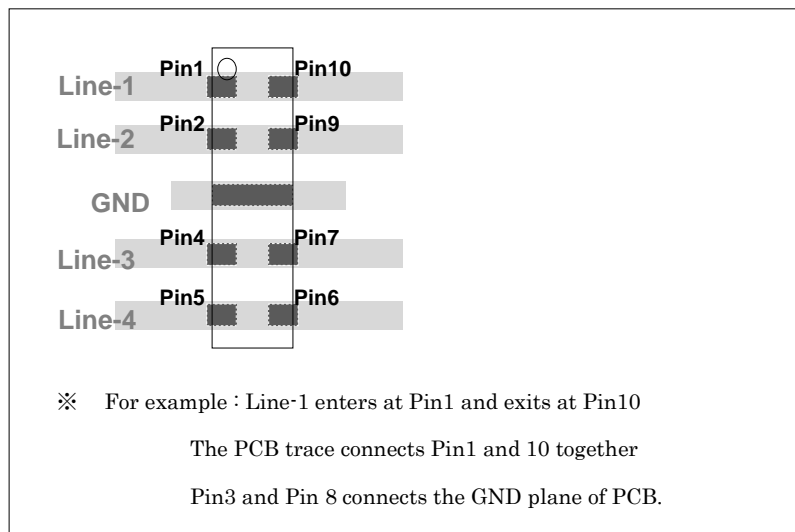 Pin1 Pin10
Line-1
Pin2 Pin9
Line-2
GND
Pin4 Pin7
Line-3
Pin5 Pin6
Line-4
※ For example : Line-1 enters at Pin1 and exits at Pin10
The PCB trace connects Pin1 and 10 together
Pin3 and Pin 8 connects the GND plane of PCB.